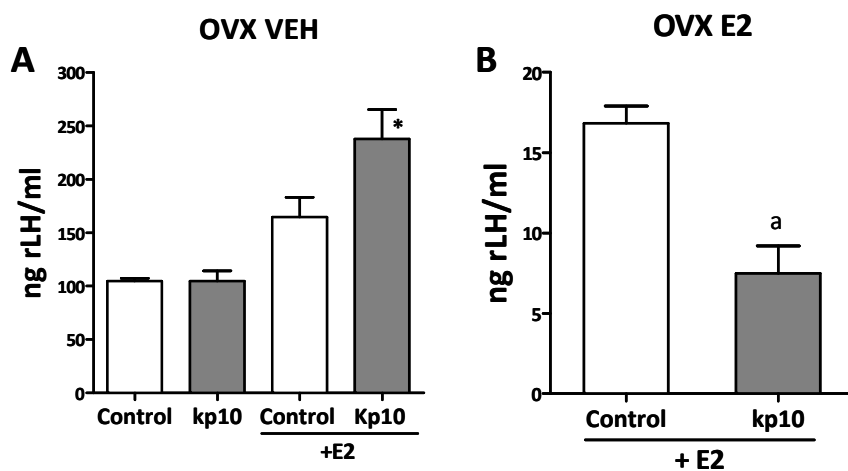 OVX VEH
A
ng rLH/ml
300
250
200
150
100
50
0
*
Control kp10 Control Kp10
+E2
OVX E2
B
ng rLH/ml
20
15
10
5
0
a
Control kp10
+ E2